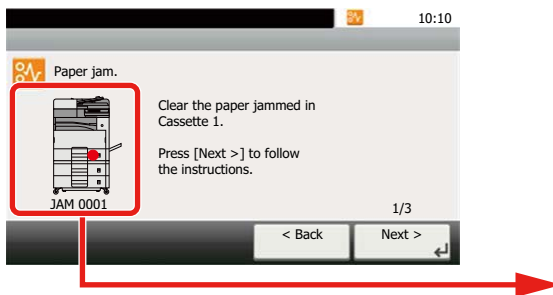 10:10
Paper jam.
Clear the paper jammed in
Cassette 1.
Press [Next >] to follow
the instructions.
JAM 0001
1/3
< Back
Next >